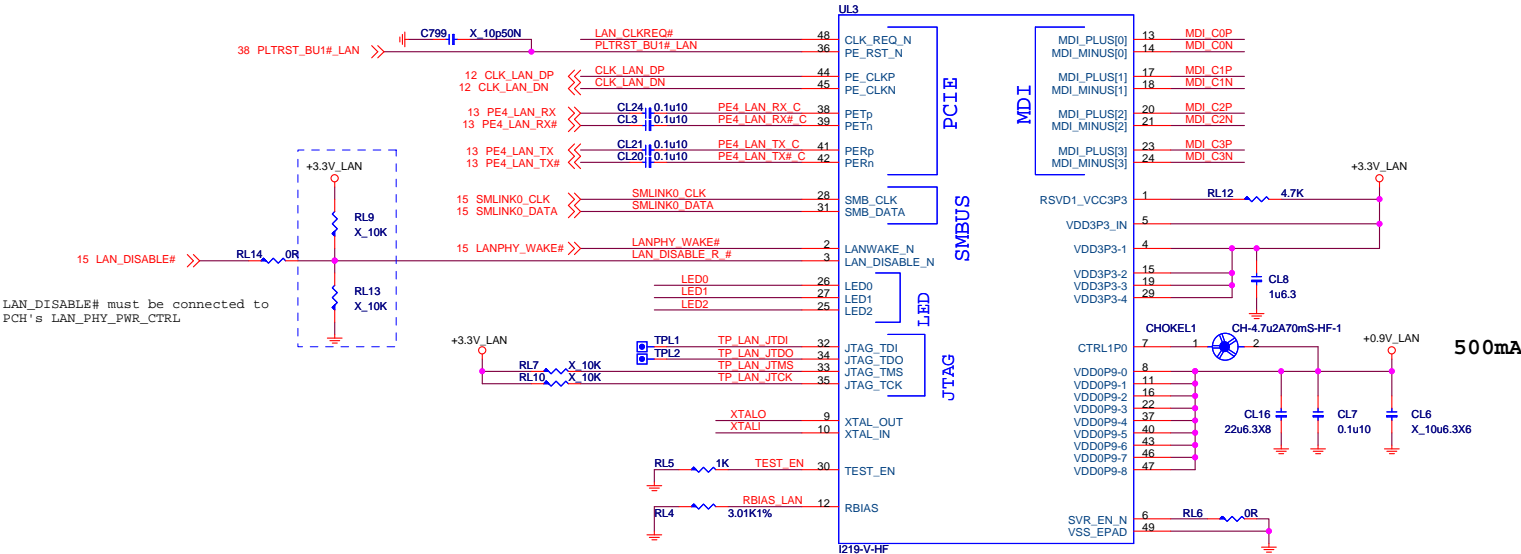 UL3
C799 X_10p50N
38 PLTRST_BU1#_LAN
LAN_CLKREQ# 48 CLK_REQ_N
PLTRST_BU1#_LAN 36 PE_RST_N
12 CLK_LAN_DP CLK_LAN_DP 44 PE_CLKP
12 CLK_LAN_DN CLK_LAN_DN 45 PE_CLKN
13 PE4_LAN_RX CL24 0.1u10 PE4_LAN_RX_C 38 PETp
13 PE4_LAN_RX# CL3 0.1u10 PE4_LAN_RX#_C 39 PETn
13 PE4_LAN_TX CL21 0.1u10 PE4_LAN_TX_C 41 PERp
13 PE4_LAN_TX# CL20 0.1u10 PE4_LAN_TX#_C 42 PERn
PCIE
15 SMLINK0_CLK SMLINK0_CLK 28 SMB_CLK
15 SMLINK0_DATA SMLINK0_DATA 31 SMB_DATA
SMBUS
15 LANPHY_WAKE# LANPHY_WAKE# 2 LANWAKE_N
15 LAN_DISABLE# RL14 0R LAN_DISABLE_R_# 3 LAN_DISABLE_N
+3.3V_LAN
RL9
X_10K
RL13
X_10K
LAN_DISABLE# must be connected to
PCH's LAN_PHY_PWR_CTRL
LED0 26 LED0
LED1 27 LED1
LED2 25 LED2
LED
+3.3V_LAN
TPL1 TP_LAN_JTDI 32 JTAG_TDI
TPL2 TP_LAN_JTDO 34 JTAG_TDO
RL7 X_10K TP_LAN_JTMS 33 JTAG_TMS
RL10 X_10K TP_LAN_JTCK 35 JTAG_TCK
JTAG
XTALO 9 XTAL_OUT
XTALI 10 XTAL_IN
RL5 1K TEST_EN 30 TEST_EN
RL4 3.01K1% RBIAS_LAN 12 RBIAS
MDI
MDI_PLUS[0] 13 MDI_C0P
MDI_MINUS[0] 14 MDI_C0N
MDI_PLUS[1] 17 MDI_C1P
MDI_MINUS[1] 18 MDI_C1N
MDI_PLUS[2] 20 MDI_C2P
MDI_MINUS[2] 21 MDI_C2N
MDI_PLUS[3] 23 MDI_C3P
MDI_MINUS[3] 24 MDI_C3N
+3.3V_LAN
RSVD1_VCC3P3 1 RL12 4.7K
VDD3P3_IN 5
VDD3P3-1 4
VDD3P3-2 15
VDD3P3-3 19
VDD3P3-4 29
CL8
1u6.3
CHOKEL1 CH-4.7u2A70mS-HF-1
CTRL1P0 7 1 2
+0.9V_LAN
500mA
VDD0P9-0 8
VDD0P9-1 11
VDD0P9-2 16
VDD0P9-3 22
VDD0P9-4 37
VDD0P9-5 40
VDD0P9-6 43
VDD0P9-7 46
VDD0P9-8 47
CL16
22u6.3X8
CL7
0.1u10
CL6
X_10u6.3X6
SVR_EN_N 6 RL6 0R
VSS_EPAD 49
I219-V-HF